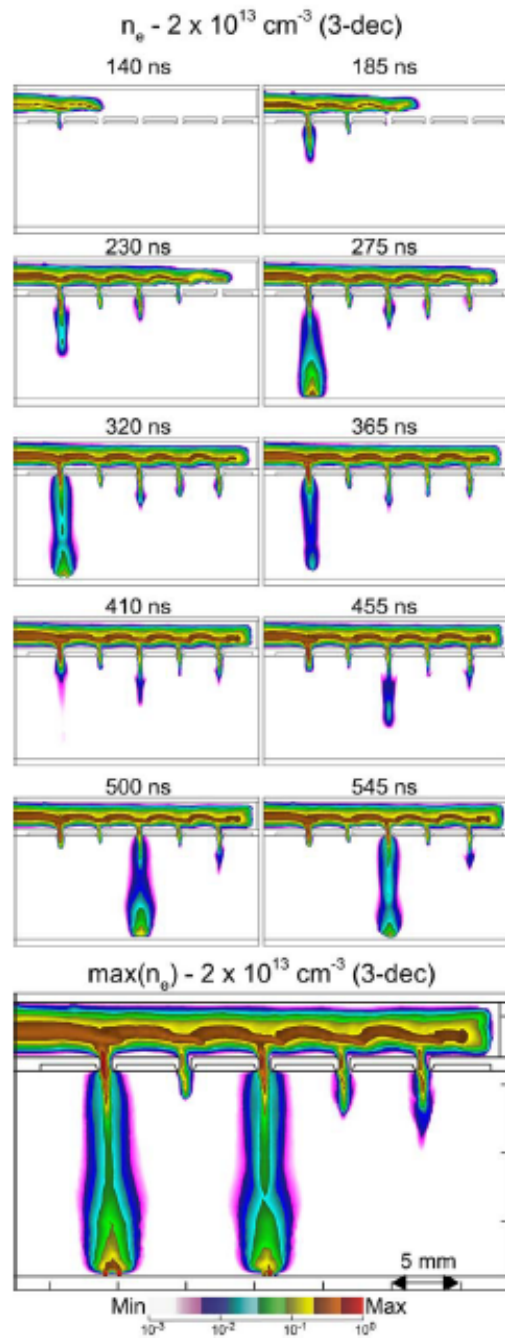 nₑ - 2 x 10¹³ cm⁻³ (3-dec)
140 ns 185 ns
230 ns 275 ns
320 ns 365 ns
410 ns 455 ns
500 ns 545 ns
max(nₑ) - 2 x 10¹³ cm⁻³ (3-dec)
5 mm
Min Max
10⁻³ 10⁻² 10⁻¹ 10⁰